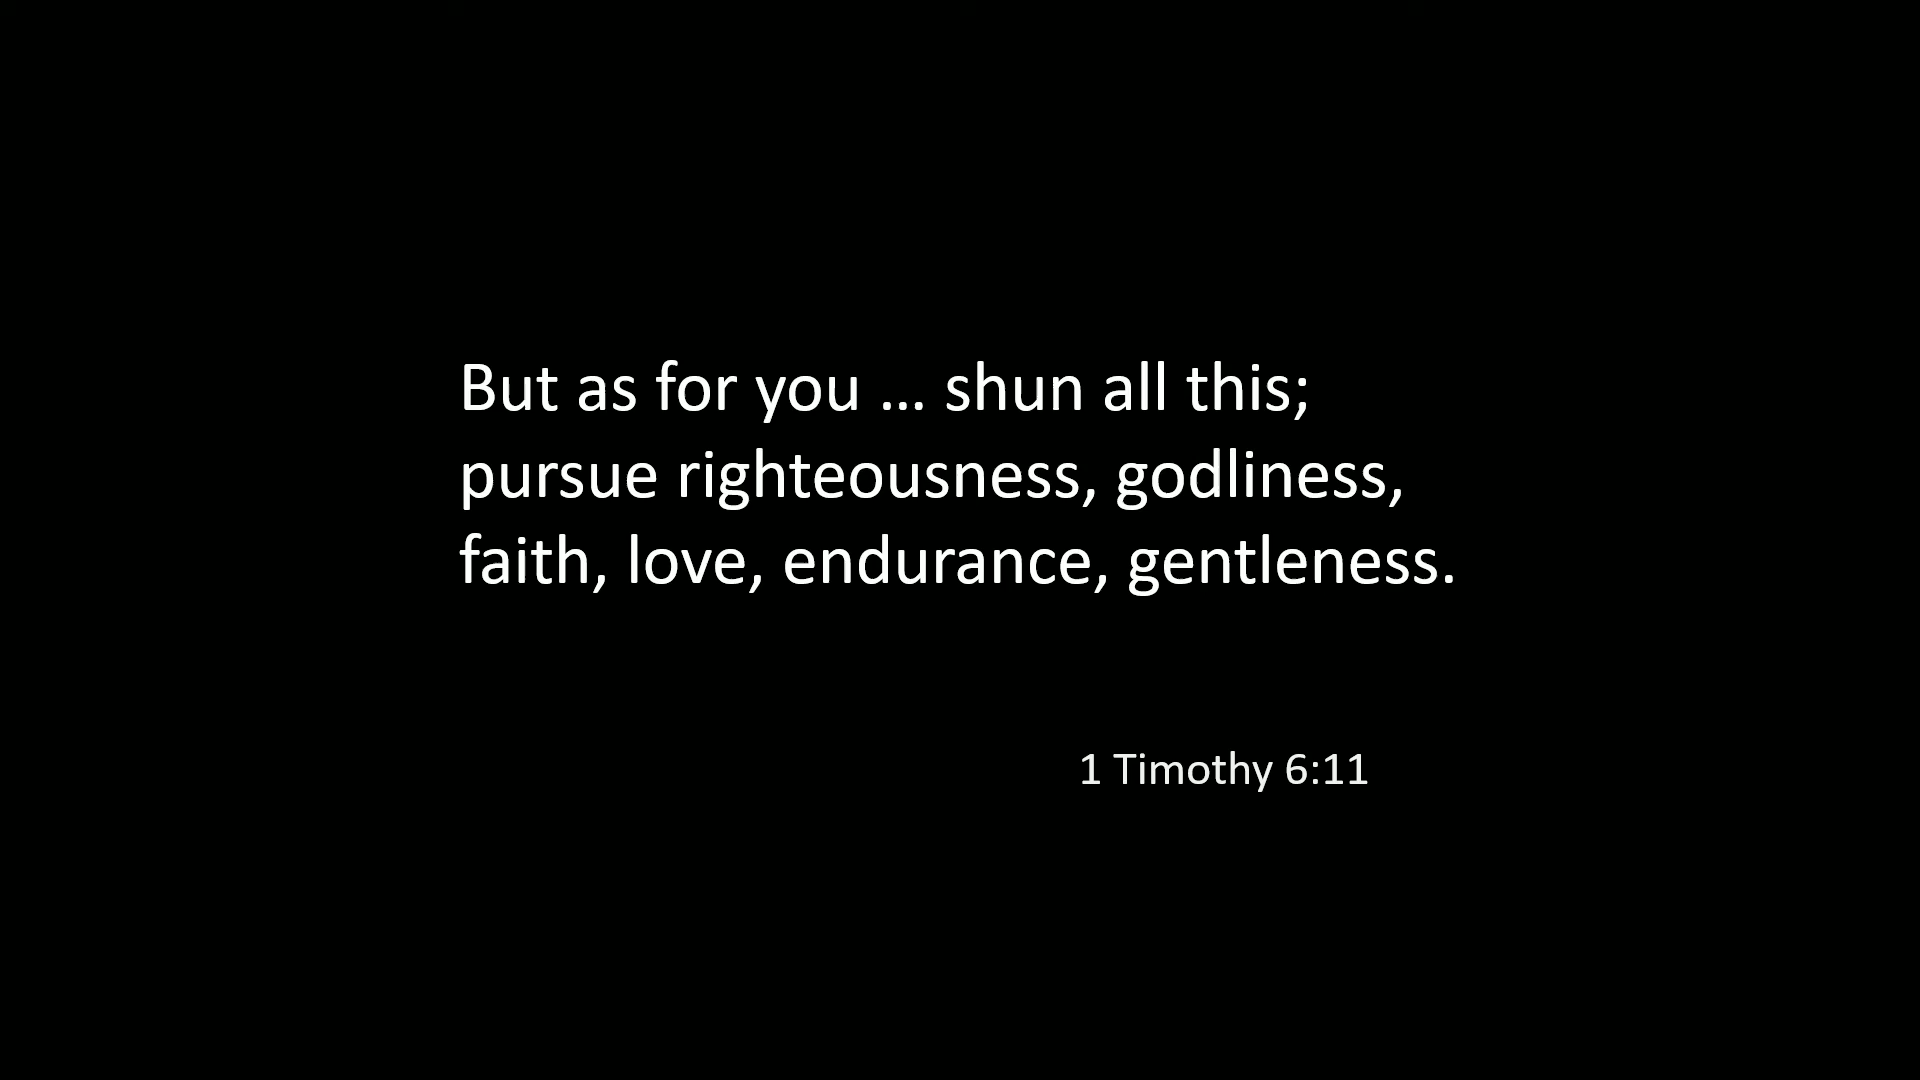 But as for you … shun all this;
pursue righteousness, godliness,
faith, love, endurance, gentleness.
1 Timothy 6:11